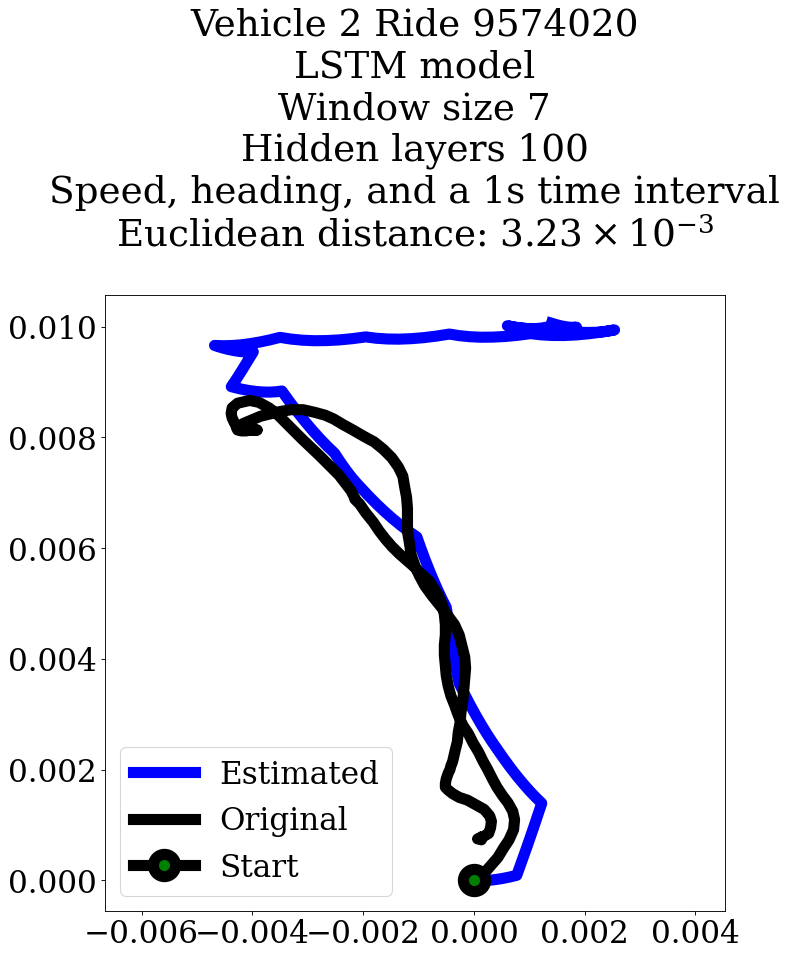 Vehicle 2 Ride 9574020
LSTM model
Window size 7
Hidden layers 100
Speed, heading, and a 1s time interval
Euclidean distance: 3.23 × 10⁻³
0.010
0.008
0.006
0.004
0.002
0.000
Estimated
Original
Start
−0.006 −0.004 −0.002 0.000 0.002 0.004